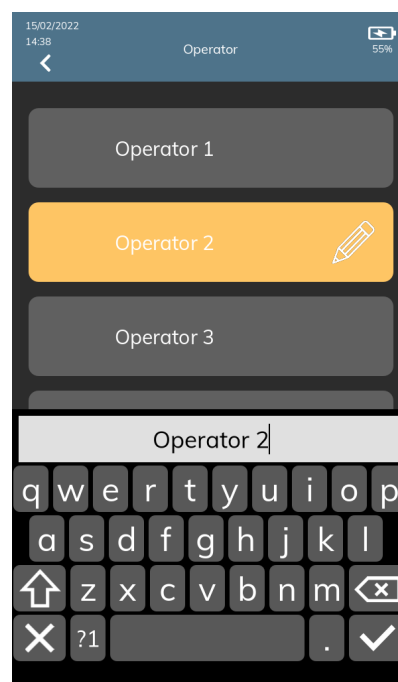 15/02/2022
14:38
Operator
55%
Operator 1
Operator 2
Operator 3
Operator 2
q w e r t y u i o p
a s d f g h j k l
z x c v b n m
?1 .